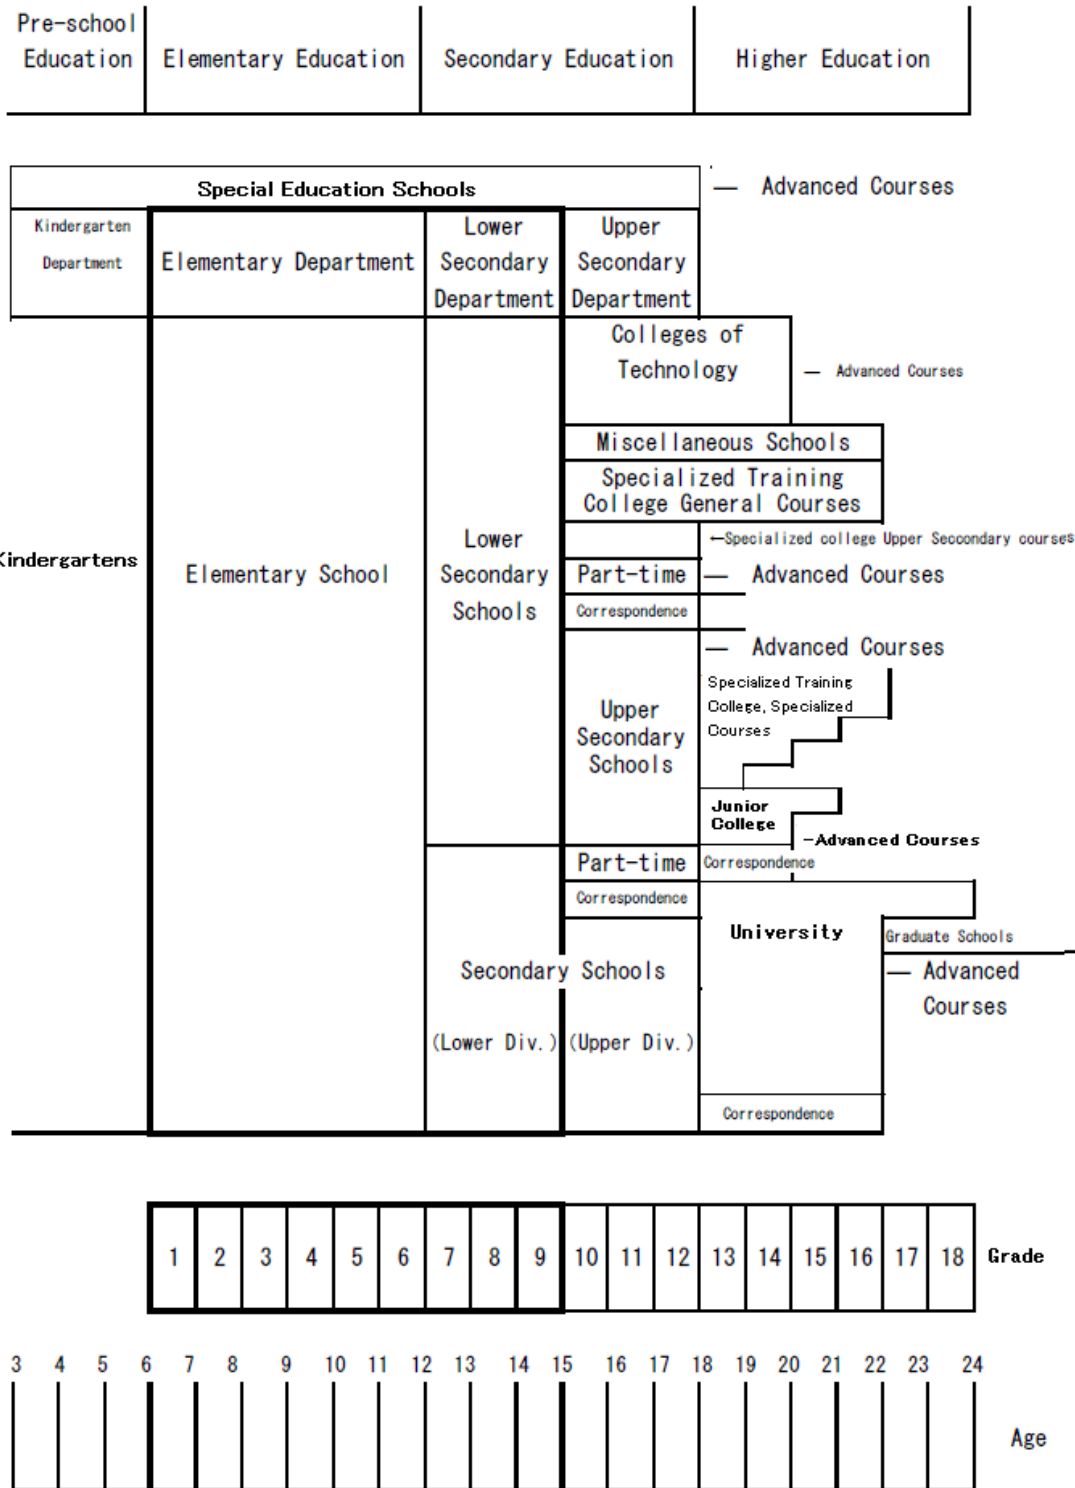 Pre-school
Education
Elementary Education
Secondary Education
Higher Education
Special Education Schools
— Advanced Courses
Kindergarten
Department
Elementary Department
Lower
Secondary
Department
Upper
Secondary
Department
Colleges of
Technology
— Advanced Courses
Miscellaneous Schools
Specialized Training
College General Courses
←Specialized college Upper Seccondary courses
Kindergartens
Elementary School
Lower
Secondary
Schools
Part-time
— Advanced Courses
Correspondence
— Advanced Courses
Upper
Secondary
Schools
Specialized Training
College, Specialized
Courses
Junior
College
-Advanced Courses
Part-time
Correspondence
Correspondence
University
Graduate Schools
— Advanced
Courses
Secondary Schools
(Lower Div.) (Upper Div.)
Correspondence
1 2 3 4 5 6 7 8 9 10 11 12 13 14 15 16 17 18 Grade
3 4 5 6 7 8 9 10 11 12 13 14 15 16 17 18 19 20 21 22 23 24
Age